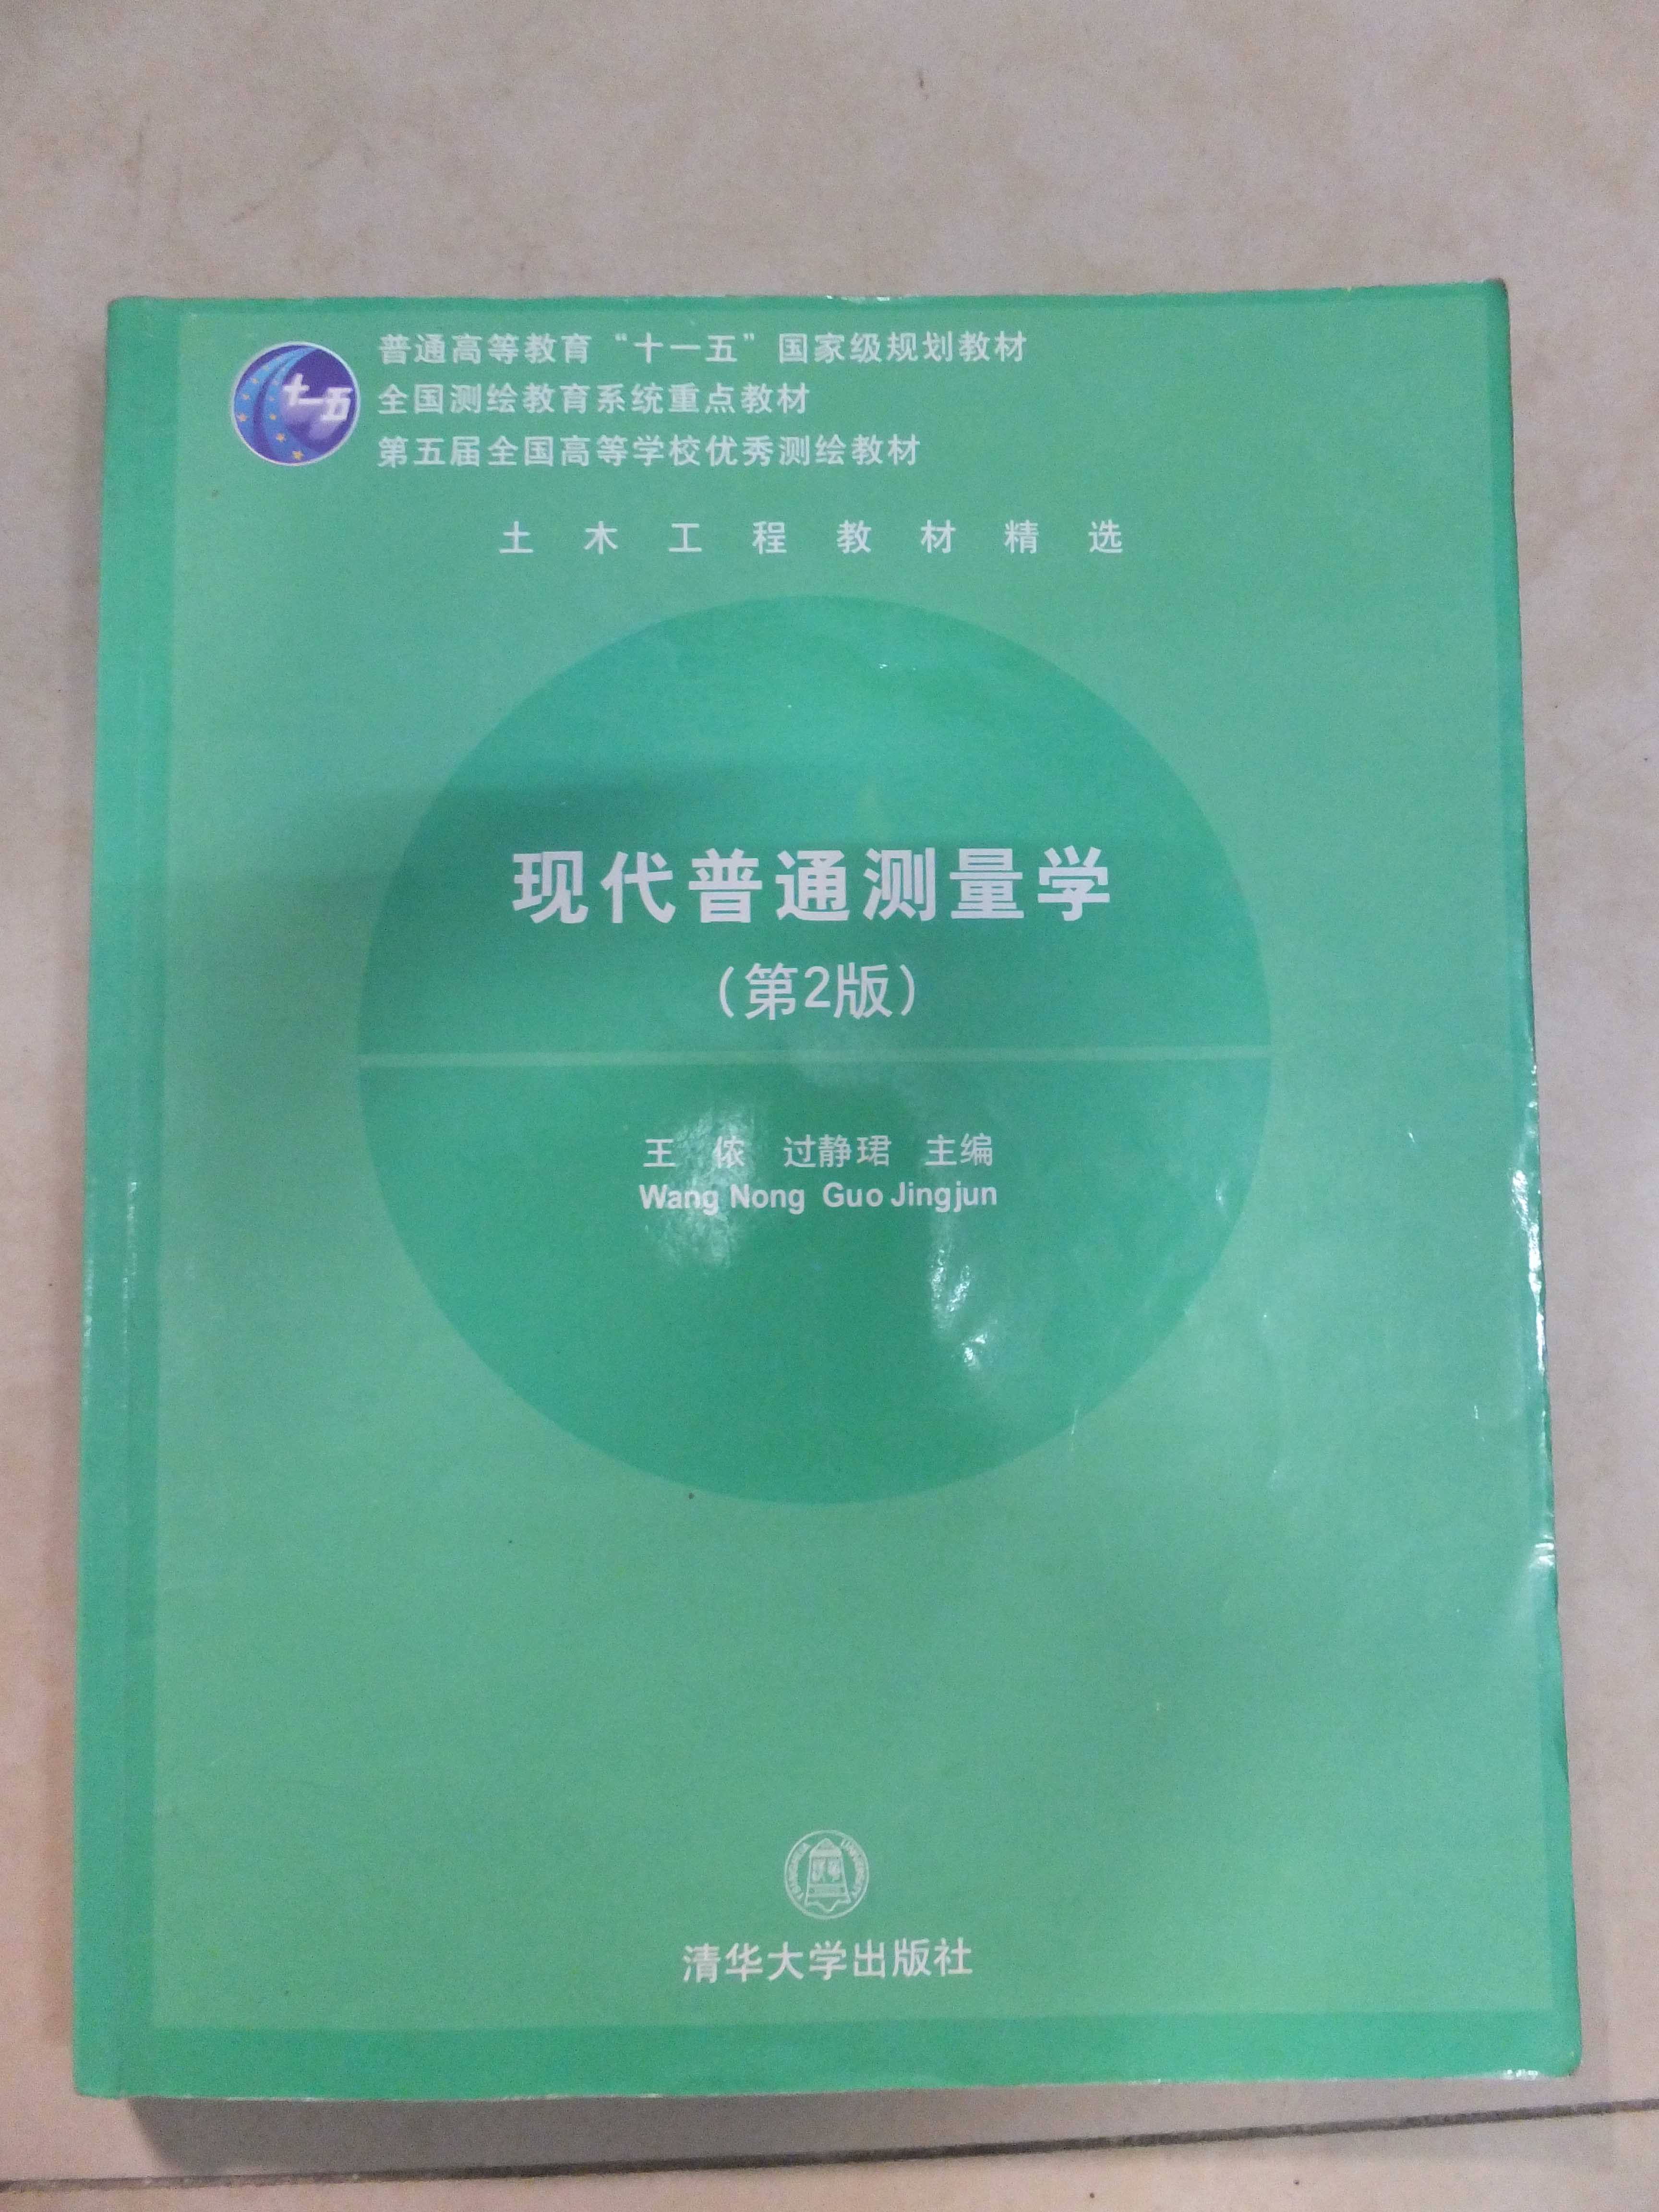 十一五
普通高等教育“十一五”国家级规划教材
全国测绘教育系统重点教材
第五届全国高等学校优秀测绘教材
土木工程教材精选
现代普通测量学
（第2版）
王 侬 过静珺 主编
Wang Nong Guo Jingjun
清华大学出版社